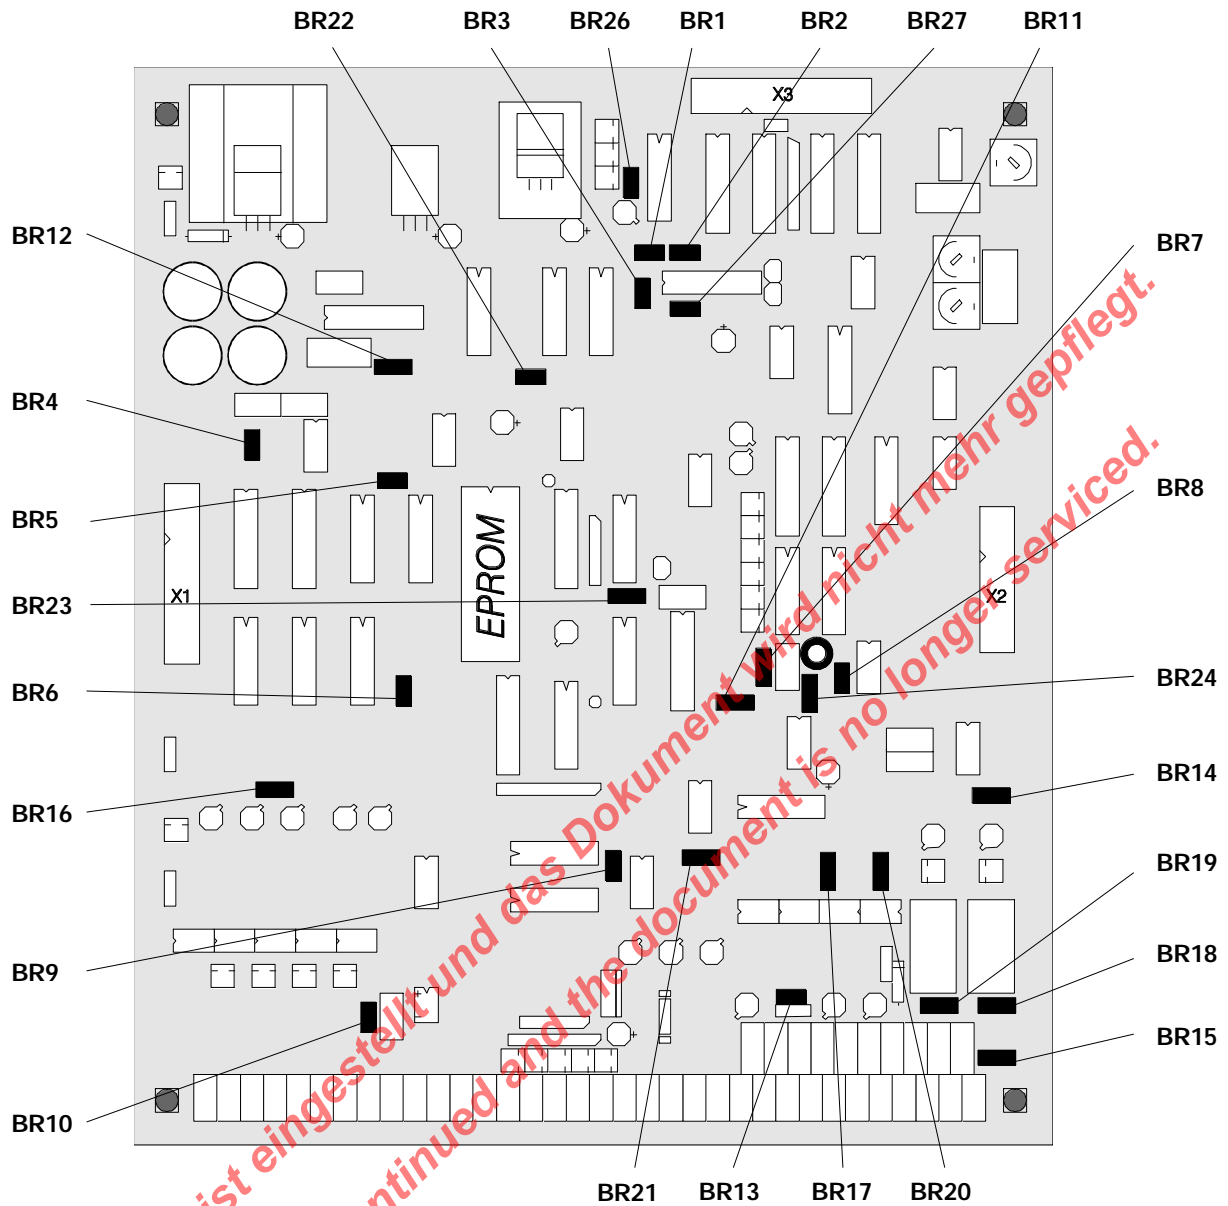 BR22 BR3 BR26 BR1 BR2 BR27 BR11
X3
BR12
BR7
BR4
BR8
BR5
EPROM
X1
X2
BR23
BR6
BR24
BR16
BR14
BR19
BR9
BR18
BR15
BR10
BR21 BR13 BR17 BR20
ist eingestellt und das Dokument wird nicht mehr gepflegt.
ntinued and the document is no longer serviced.